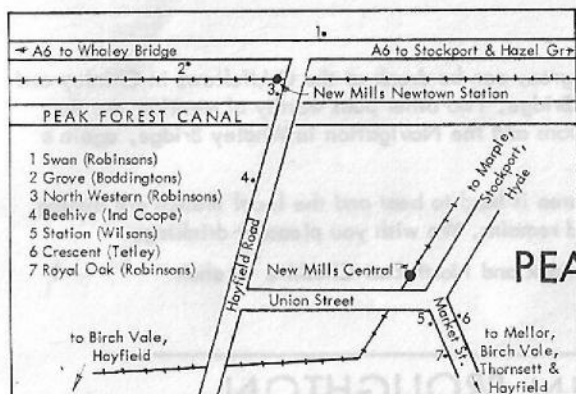 1.
A6 to Whaley Bridge
A6 to Stockport & Hazel Gr
2.
3
New Mills Newtown Station
PEAK FOREST CANAL
1 Swan (Robinsons)
2 Grove (Boddingtons)
3 North Western (Robinsons)
4 Beehive (Ind Coope)
5 Station (Wilsons)
6 Crescent (Tetley)
7 Royal Oak (Robinsons)
4.
Hayfield Road
to Marple,
Stockport,
Hyde
New Mills Central
PEA
Union Street
Market St.
5
6
7
to Birch Vale,
Hayfield
to Mellor,
Birch Vale,
Thornsett &
Hayfield